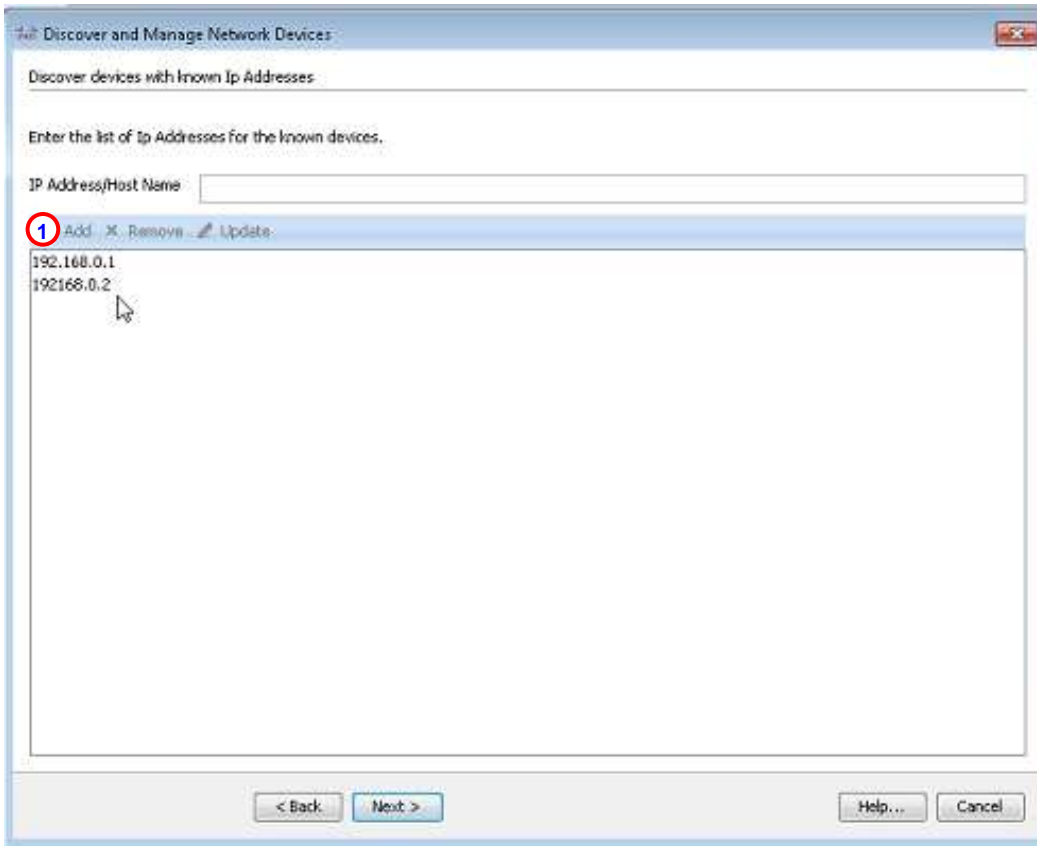 Discover and Manage Network Devices
Discover devices with known Ip Addresses
Enter the list of Ip Addresses for the known devices.
IP Address/Host Name
1 Add Remove Update
192.168.0.1
192168.0.2
< Back Next > Help... Cancel